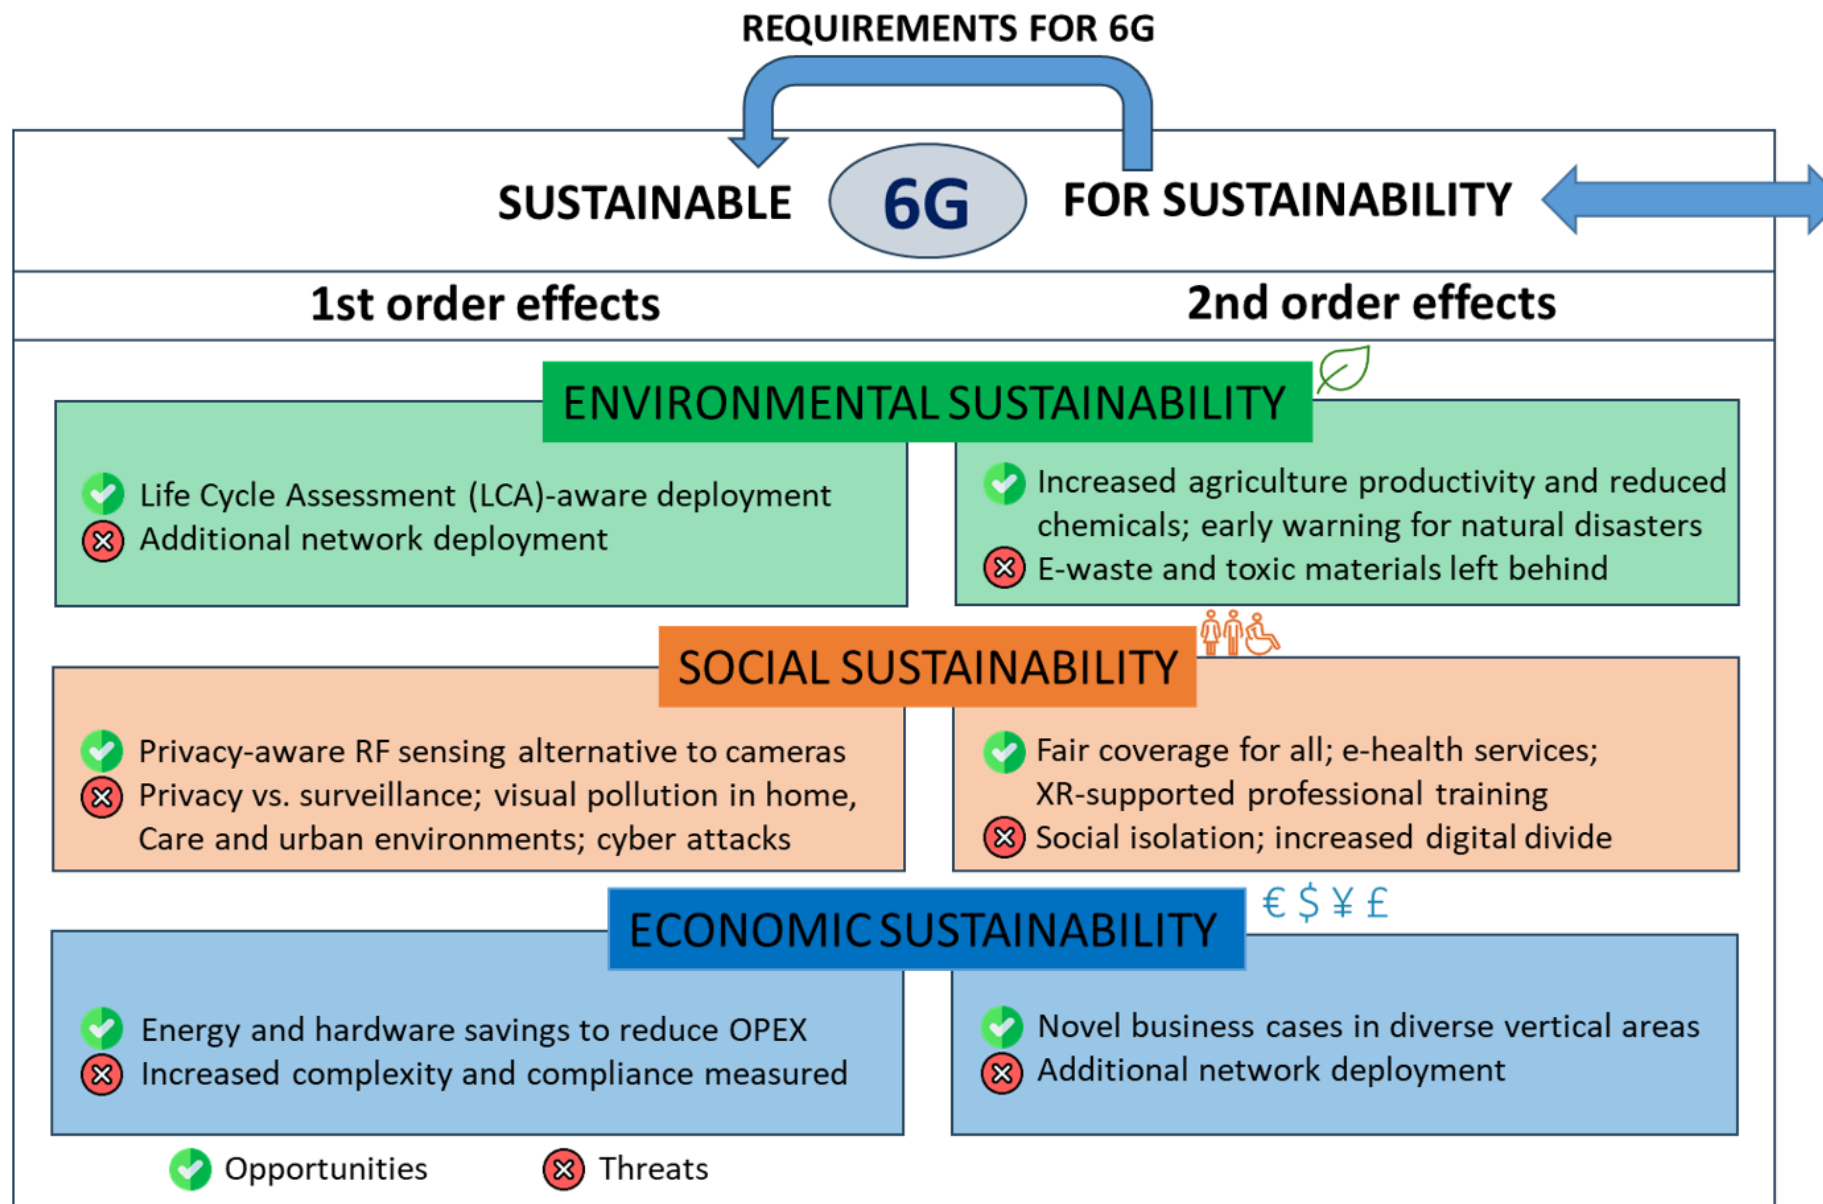 REQUIREMENTS FOR 6G
SUSTAINABLE 6G FOR SUSTAINABILITY
1st order effects 2nd order effects
ENVIRONMENTAL SUSTAINABILITY
Life Cycle Assessment (LCA)-aware deployment
Additional network deployment
Increased agriculture productivity and reduced
chemicals; early warning for natural disasters
E-waste and toxic materials left behind
SOCIAL SUSTAINABILITY
Privacy-aware RF sensing alternative to cameras
Privacy vs. surveillance; visual pollution in home,
Care and urban environments; cyber attacks
Fair coverage for all; e-health services;
XR-supported professional training
Social isolation; increased digital divide
ECONOMIC SUSTAINABILITY
€ $ ¥ £
Energy and hardware savings to reduce OPEX
Increased complexity and compliance measured
Novel business cases in diverse vertical areas
Additional network deployment
Opportunities Threats